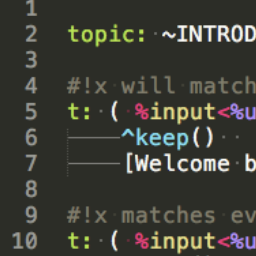 1
2 topic: ~INTROD
3
4 #!x will match
5 t: ( %input<%u
6 ^keep()
7 [Welcome b
8
9 #!x matches ev
10 t: ( %input<%u